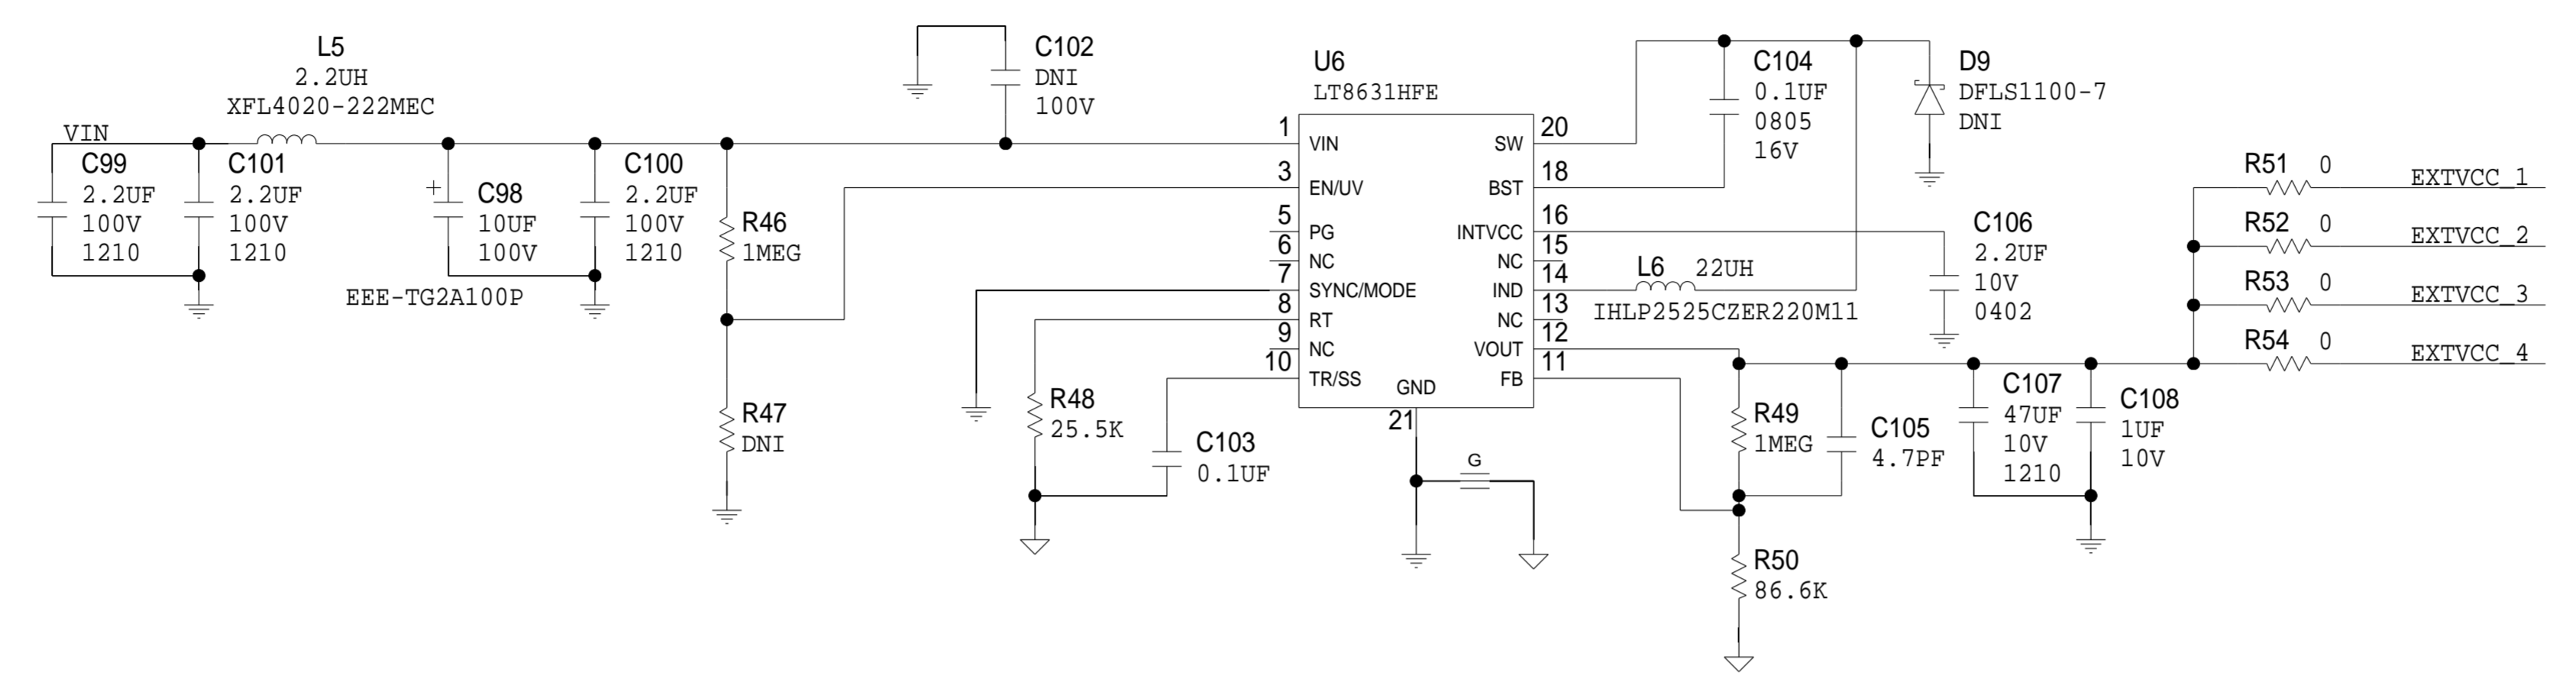 L5
2.2UH
XFL4020-222MEC
VIN
C99
2.2UF
100V
1210
C101
2.2UF
100V
1210
C98
10UF
100V
+
EEE-TG2A100P
C100
2.2UF
100V
1210
R46
1MEG
R47
DNI
C102
DNI
100V
U6
LT8631HFE
1 VIN
3 EN/UV
5 PG
6 NC
7 SYNC/MODE
8 RT
9 NC
10 TR/SS
GND
21
SW 20
BST 18
INTVCC 16
NC 15
IND 14
NC 13
VOUT 12
FB 11
R48
25.5K
C103
0.1UF
G
C104
0.1UF
0805
16V
D9
DFLS1100-7
DNI
L6 22UH
IHLP2525CZER220M11
C106
2.2UF
10V
0402
R49
1MEG
C105
4.7PF
R50
86.6K
C107
47UF
10V
1210
C108
1UF
10V
R51 0 EXTVCC_1
R52 0 EXTVCC_2
R53 0 EXTVCC_3
R54 0 EXTVCC_4